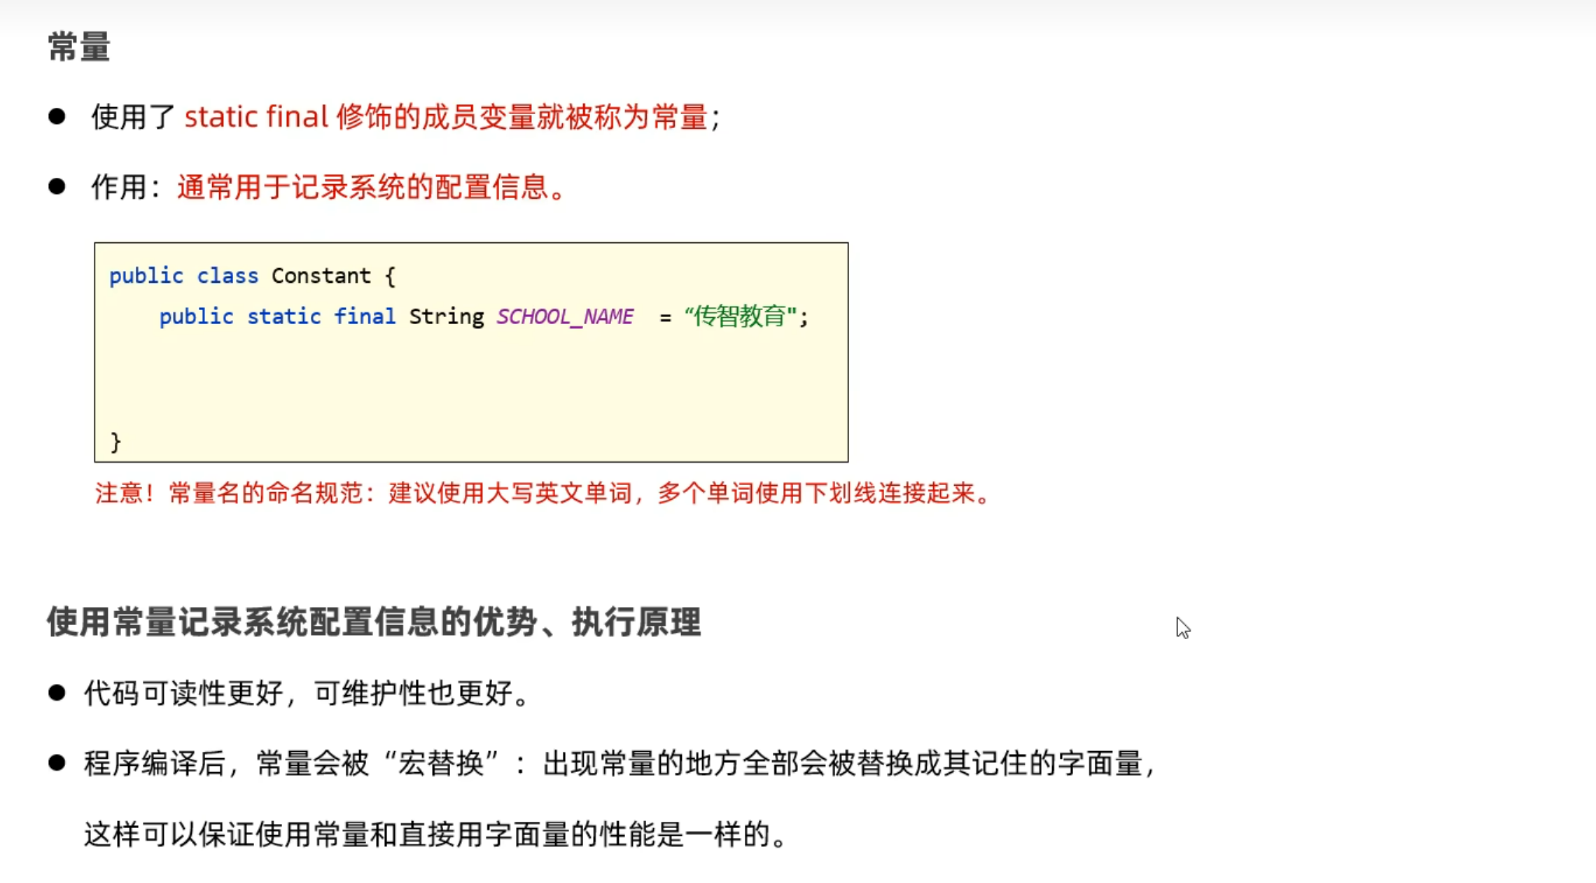 常量
● 使用了 static final 修饰的成员变量就被称为常量；
● 作用：通常用于记录系统的配置信息。
public class Constant {
public static final String SCHOOL_NAME = “传智教育";
}
注意！常量名的命名规范：建议使用大写英文单词，多个单词使用下划线连接起来。
使用常量记录系统配置信息的优势、执行原理
● 代码可读性更好，可维护性也更好。
● 程序编译后，常量会被“宏替换”：出现常量的地方全部会被替换成其记住的字面量，
这样可以保证使用常量和直接用字面量的性能是一样的。